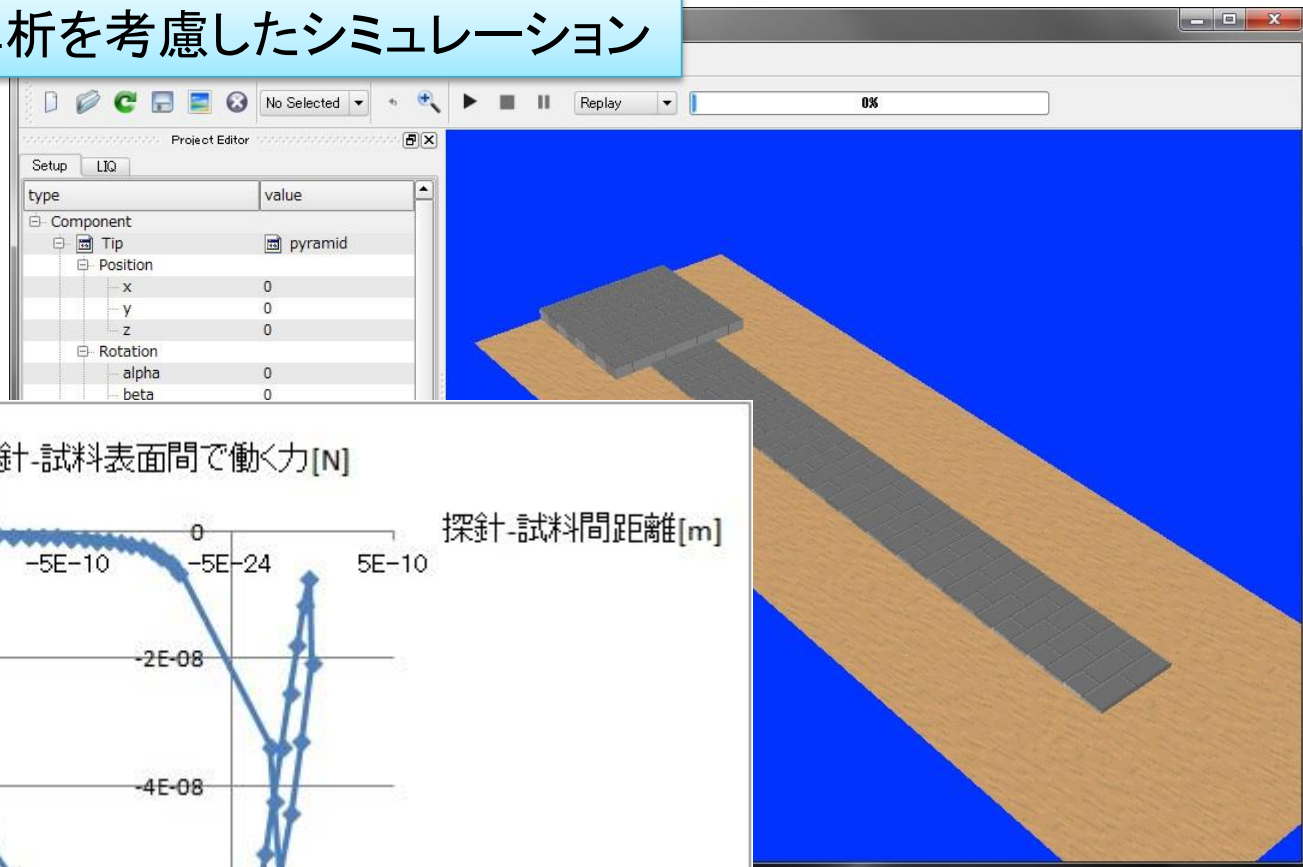 析を考慮したシミュレーション
No Selected
Replay
0%
Project Editor
Setup LIQ
type value
Component
Tip pyramid
Position
x 0
y 0
z 0
Rotation
alpha 0
beta 0
針-試料表面間で働く力[N]
探針-試料間距離[m]
0
-5E-10 -5E-24 5E-10
-2E-08
-4E-08